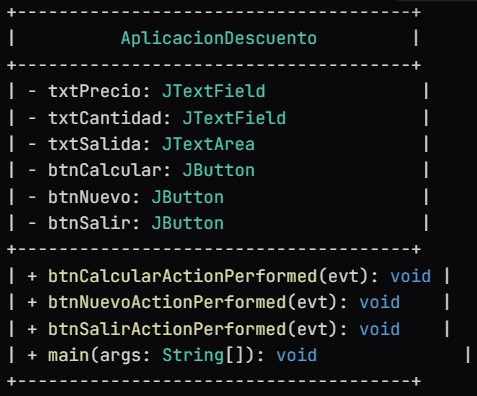 +--------------------------------------+
|          AplicacionDescuento         |
+--------------------------------------+
| - txtPrecio: JTextField               |
| - txtCantidad: JTextField             |
| - txtSalida: JTextArea                |
| - btnCalcular: JButton                |
| - btnNuevo: JButton                   |
| - btnSalir: JButton                   |
+--------------------------------------+
| + btnCalcularActionPerformed(evt): void |
| + btnNuevoActionPerformed(evt): void    |
| + btnSalirActionPerformed(evt): void    |
| + main(args: String[]): void              |
+--------------------------------------+